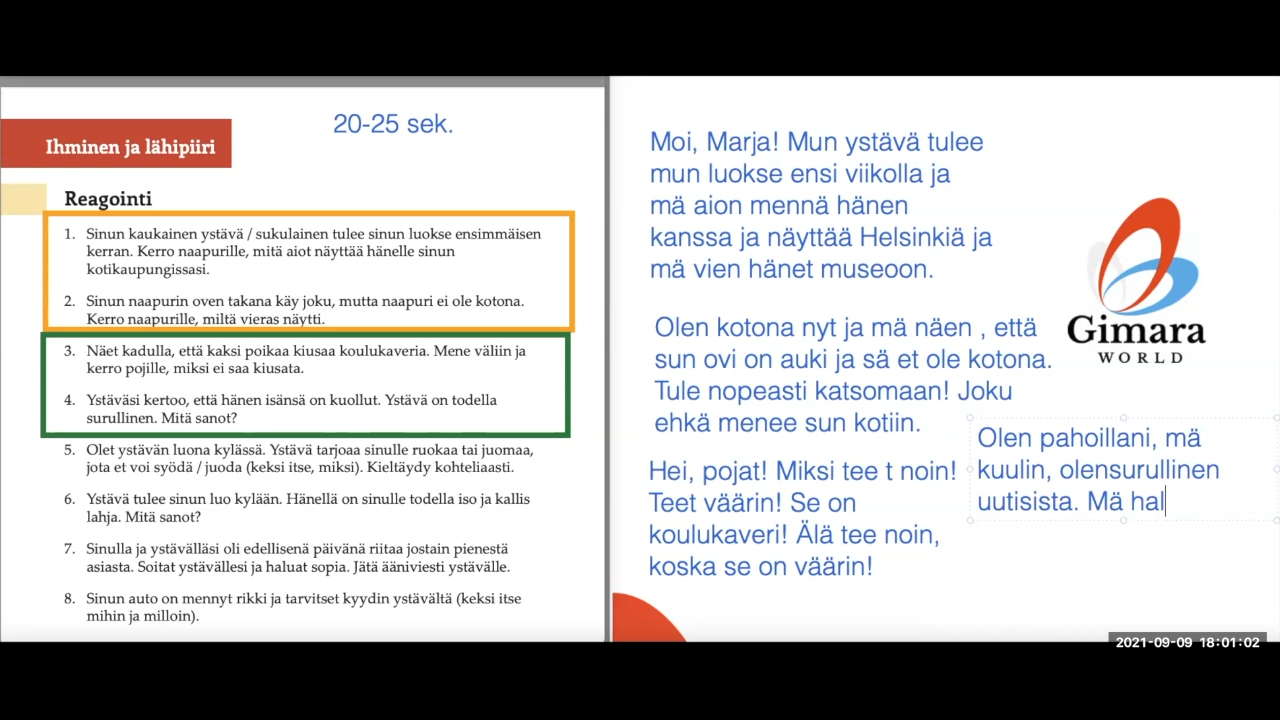 20-25 sek.
Ihminen ja lähipiiri
Reagointi
1. Sinun kaukainen ystävä / sukulainen tulee sinun luokse ensimmäisen
kerran. Kerro naapurille, mitä aiot näyttää hänelle sinun
kotikaupungissasi.
2. Sinun naapurin oven takana käy joku, mutta naapuri ei ole kotona.
Kerro naapurille, miltä vieras näytti.
3. Näet kadulla, että kaksi poikaa kiusaa koulukaveria. Mene väliin ja
kerro pojille, miksi ei saa kiusata.
4. Ystäväsi kertoo, että hänen isänsä on kuollut. Ystävä on todella
surullinen. Mitä sanot?
5. Olet ystävän luona kylässä. Ystävä tarjoaa sinulle ruokaa tai juomaa,
jota et voi syödä / juoda (keksi itse, miksi). Kieltäydy kohteliaasti.
6. Ystävä tulee sinun luo kylään. Hänellä on sinulle todella iso ja kallis
lahja. Mitä sanot?
7. Sinulla ja ystävälläsi oli edellisenä päivänä riitaa jostain pienestä
asiasta. Soitat ystävällesi ja haluat sopia. Jätä ääniviesti ystävälle.
8. Sinun auto on mennyt rikki ja tarvitset kyydin ystävältä (keksi itse
mihin ja milloin).
Moi, Marja! Mun ystävä tulee
mun luokse ensi viikolla ja
mä aion mennä hänen
kanssa ja näyttää Helsinkiä ja
mä vien hänet museoon.
Olen kotona nyt ja mä näen , että
sun ovi on auki ja sä et ole kotona.
Tule nopeasti katsomaan! Joku
ehkä menee sun kotiin.
Hei, pojat! Miksi tee t noin!
Teet väärin! Se on
koulukaveri! Älä tee noin,
koska se on väärin!
Olen pahoillani, mä
kuulin, olensurullinen
uutisista. Mä hal
Gimara
WORLD
2021-09-09 18:01:02